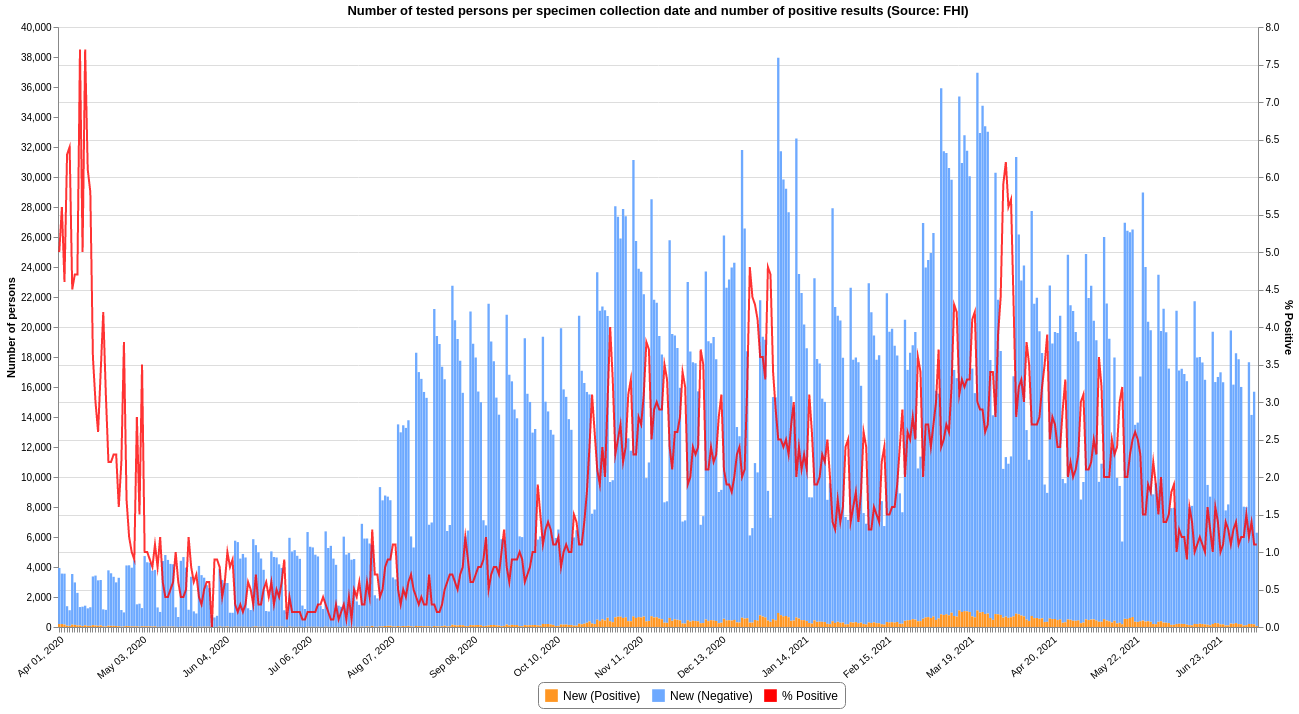 Number of tested persons per specimen collection date and number of positive results (Source: FHI)
40,000
38,000
36,000
34,000
32,000
30,000
28,000
26,000
24,000
22,000
20,000
18,000
16,000
14,000
12,000
10,000
8,000
6,000
4,000
2,000
0
Number of persons
8.0
7.5
7.0
6.5
6.0
5.5
5.0
4.5
4.0
3.5
3.0
2.5
2.0
1.5
1.0
0.5
0.0
% Positive
Apr 01, 2020
May 03, 2020
Jun 04, 2020
Jul 06, 2020
Aug 07, 2020
Sep 08, 2020
Oct 10, 2020
Nov 11, 2020
Dec 13, 2020
Jan 14, 2021
Feb 15, 2021
Mar 19, 2021
Apr 20, 2021
May 22, 2021
Jun 23, 2021
New (Positive) New (Negative) % Positive